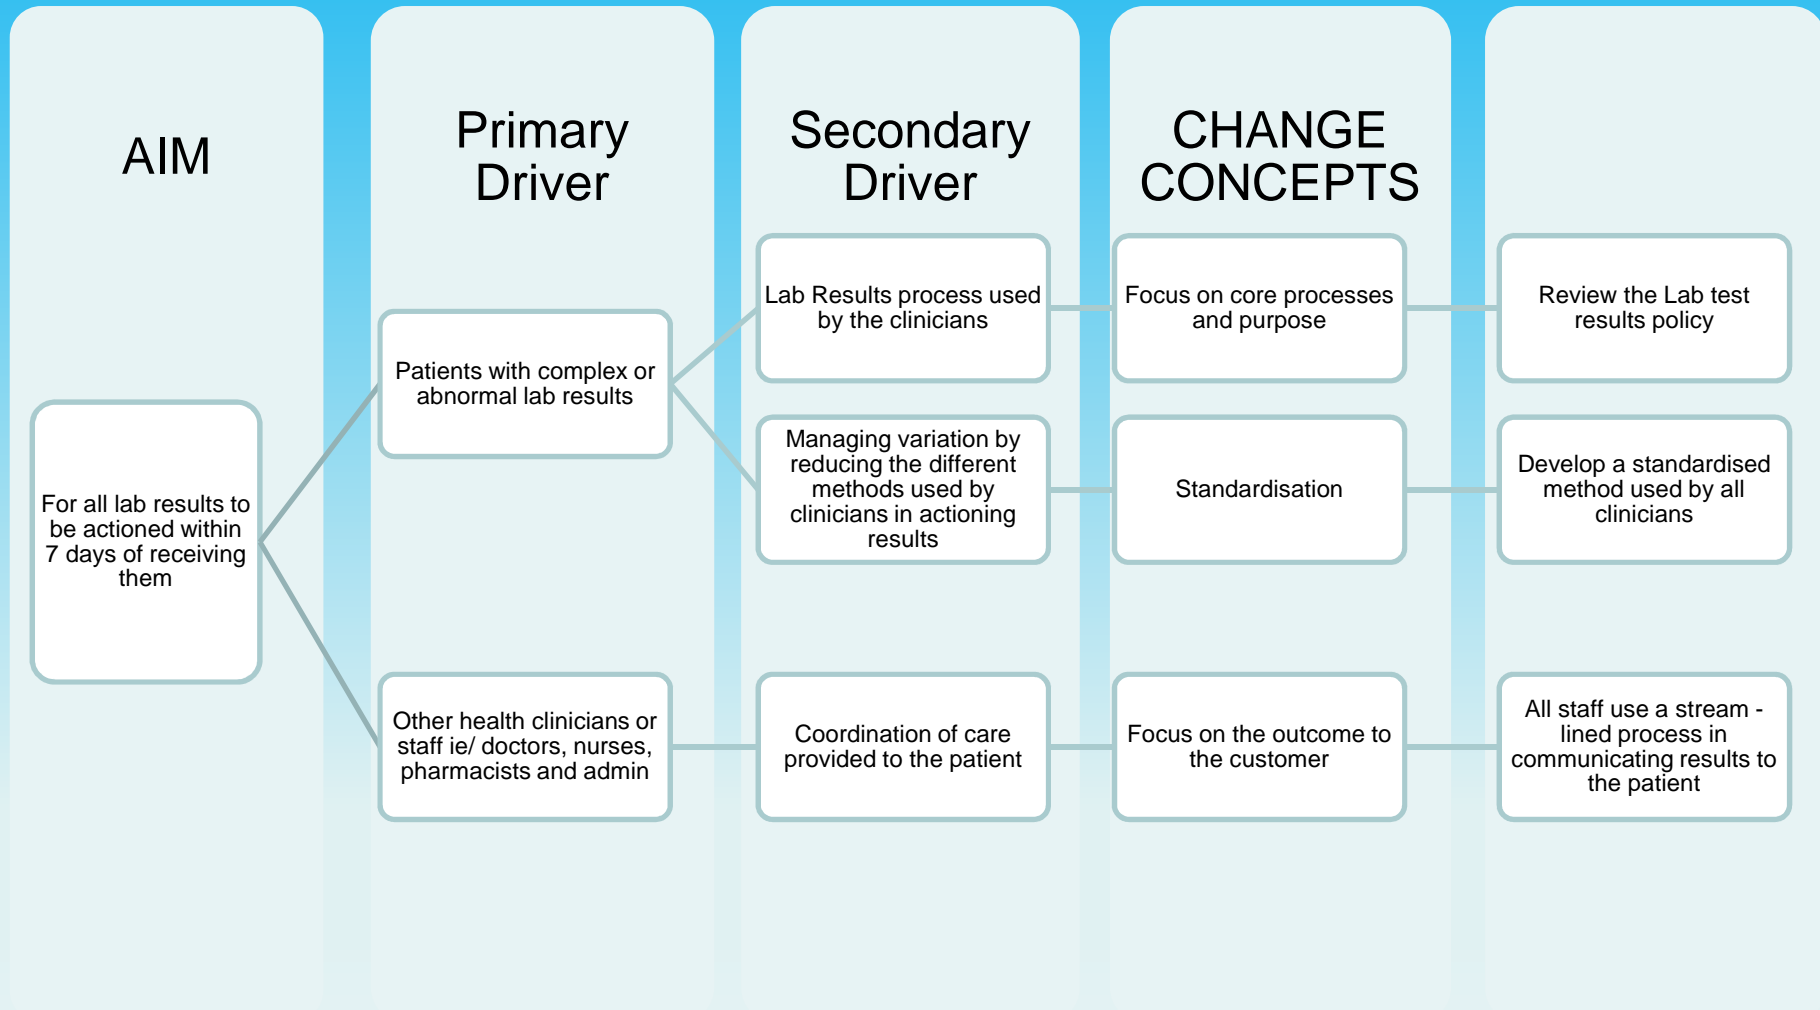 AIM
Primary
Driver
Secondary
Driver
CHANGE
CONCEPTS
For all lab results to
be actioned within
7 days of receiving
them
Patients with complex or
abnormal lab results
Other health clinicians or
staff ie/ doctors, nurses,
pharmacists and admin
Lab Results process used
by the clinicians
Managing variation by
reducing the different
methods used by
clinicians in actioning
results
Coordination of care
provided to the patient
Focus on core processes
and purpose
Standardisation
Focus on the outcome to
the customer
Review the Lab test
results policy
Develop a standardised
method used by all
clinicians
All staff use a stream -
lined process in
communicating results to
the patient